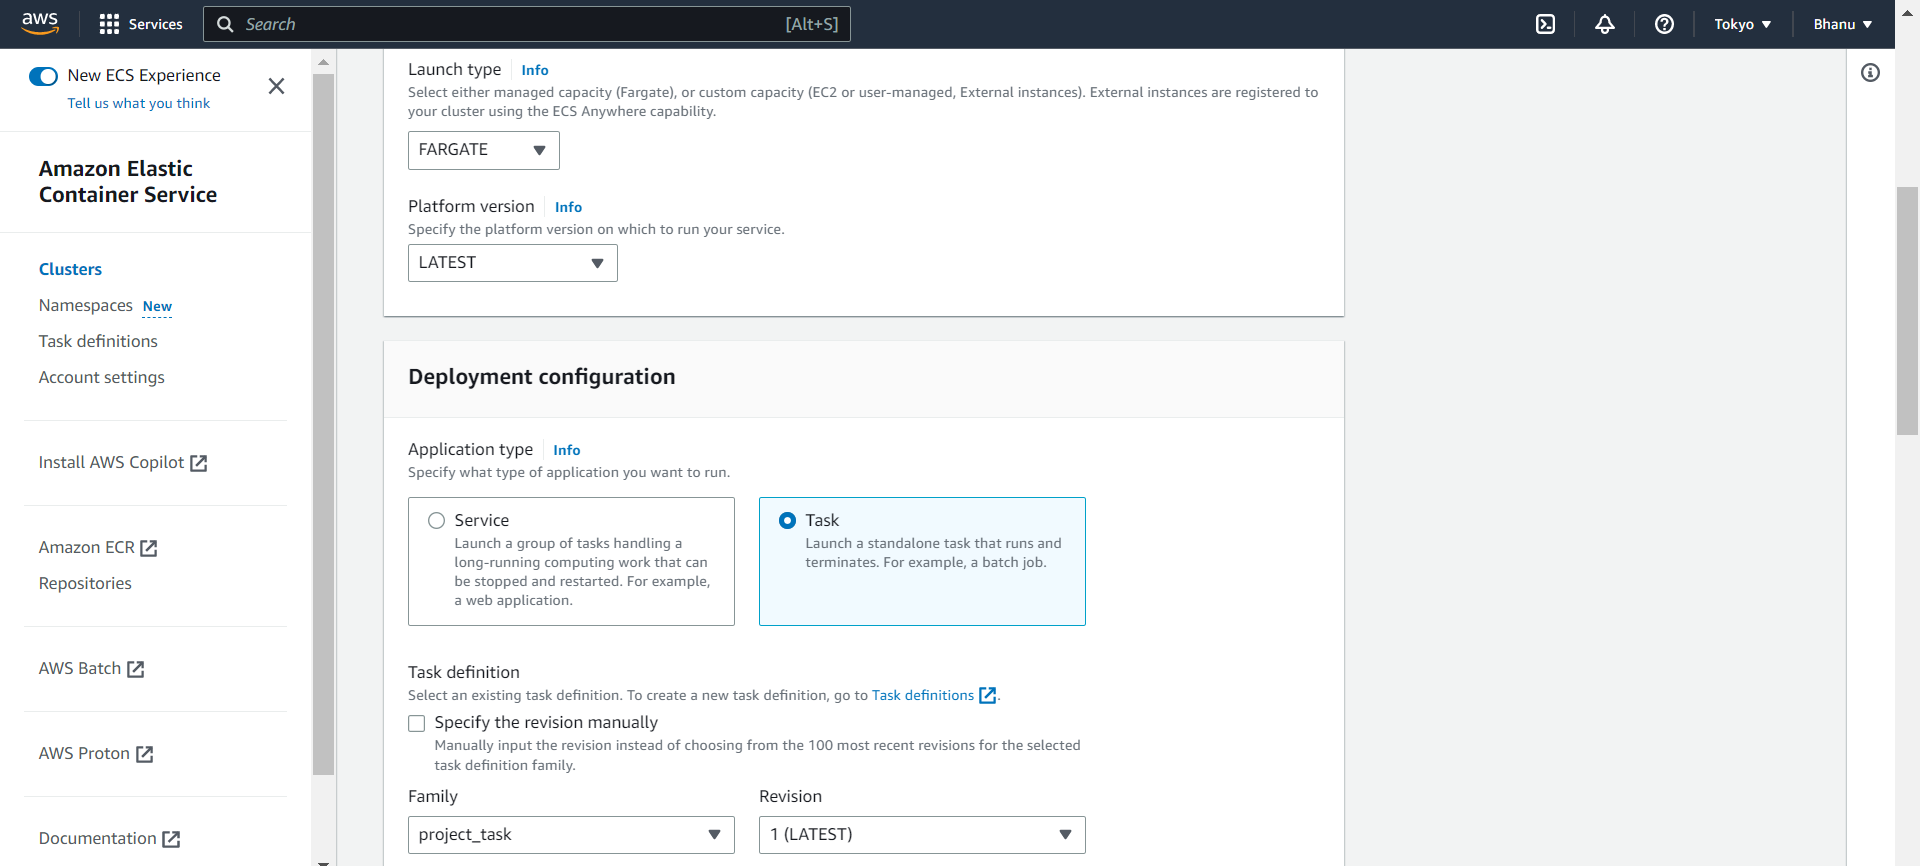 aws
Services
Search
[Alt+S]
Tokyo
Bhanu
New ECS Experience
Tell us what you think
Amazon Elastic
Container Service
Clusters
Namespaces New
Task definitions
Account settings
Install AWS Copilot
Amazon ECR
Repositories
AWS Batch
AWS Proton
Documentation
Launch type Info
Select either managed capacity (Fargate), or custom capacity (EC2 or user-managed, External instances). External instances are registered to
your cluster using the ECS Anywhere capability.
FARGATE
Platform version Info
Specify the platform version on which to run your service.
LATEST
Deployment configuration
Application type Info
Specify what type of application you want to run.
Service
Launch a group of tasks handling a
long-running computing work that can
be stopped and restarted. For example,
a web application.
Task
Launch a standalone task that runs and
terminates. For example, a batch job.
Task definition
Select an existing task definition. To create a new task definition, go to Task definitions.
Specify the revision manually
Manually input the revision instead of choosing from the 100 most recent revisions for the selected
task definition family.
Family
project_task
Revision
1 (LATEST)